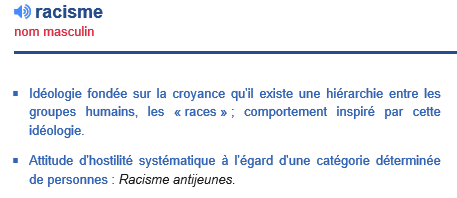 racisme
nom masculin
Idéologie fondée sur la croyance qu'il existe une hiérarchie entre les
groupes humains, les « races » ; comportement inspiré par cette
idéologie.
Attitude d'hostilité systématique à l'égard d'une catégorie déterminée
de personnes : Racisme antijeunes.